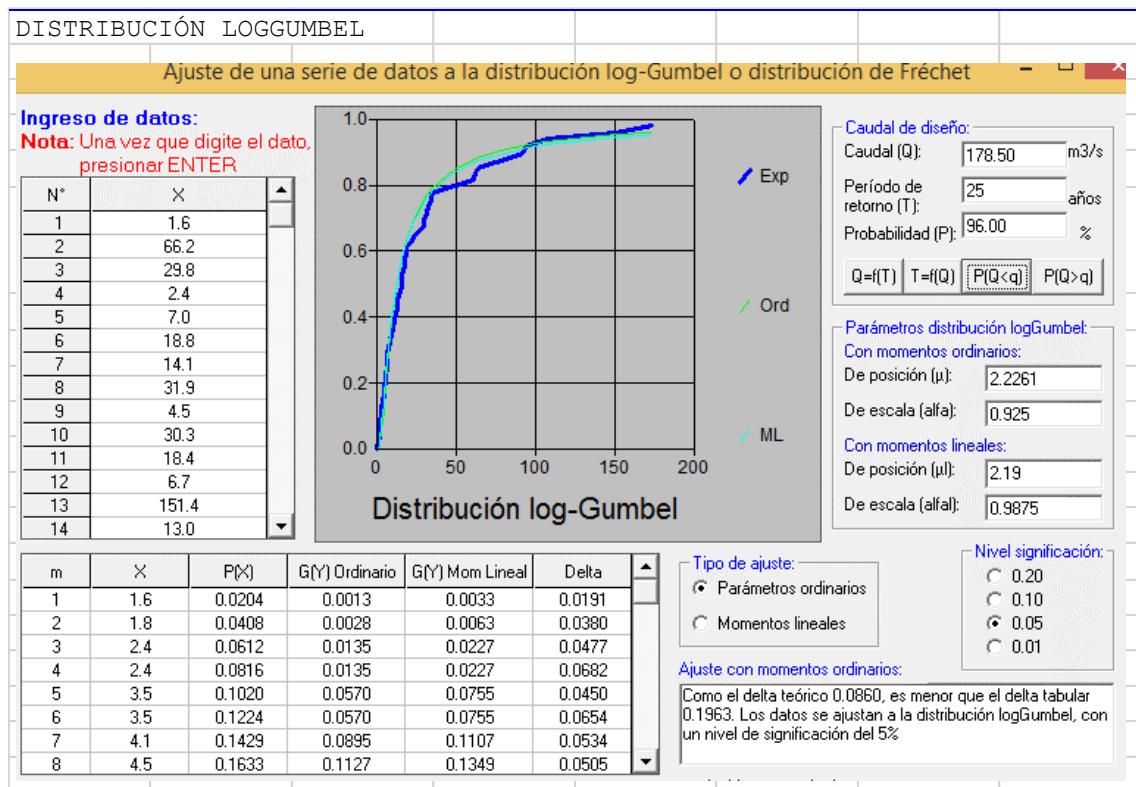 DISTRIBUCIÓN LOGGUMBEL
Ajuste de una serie de datos a la distribución log-Gumbel o distribución de Fréchet
Ingreso de datos:
Nota: Una vez que digite el dato,
presionar ENTER
N° X
1 1.6
2 66.2
3 29.8
4 2.4
5 7.0
6 18.8
7 14.1
8 31.9
9 4.5
10 30.3
11 18.4
12 6.7
13 151.4
14 13.0
1.0
0.8
0.6
0.4
0.2
0.0
0 50 100 150 200
Exp
Ord
ML
Distribución log-Gumbel
Caudal de diseño:
Caudal (Q): 178.50 m3/s
Período de
retorno (T): 25 años
Probabilidad (P): 96.00 %
Q=f(T) T=f(Q) P(Q<q) P(Q>q)
Parámetros distribución logGumbel:
Con momentos ordinarios:
De posición (µ): 2.2261
De escala (alfa): 0.925
Con momentos lineales:
De posición (µl): 2.19
De escala (alfal): 0.9875
m X P(X) G(Y) Ordinario G(Y) Mom Lineal Delta
1 1.6 0.0204 0.0013 0.0033 0.0191
2 1.8 0.0408 0.0028 0.0063 0.0380
3 2.4 0.0612 0.0135 0.0227 0.0477
4 2.4 0.0816 0.0135 0.0227 0.0682
5 3.5 0.1020 0.0570 0.0755 0.0450
6 3.5 0.1224 0.0570 0.0755 0.0654
7 4.1 0.1429 0.0895 0.1107 0.0534
8 4.5 0.1633 0.1127 0.1349 0.0505
Tipo de ajuste:
Parámetros ordinarios
Momentos lineales
Nivel significación:
0.20
0.10
0.05
0.01
Ajuste con momentos ordinarios:
Como el delta teórico 0.0860, es menor que el delta tabular
0.1963. Los datos se ajustan a la distribución logGumbel, con
un nivel de significación del 5%